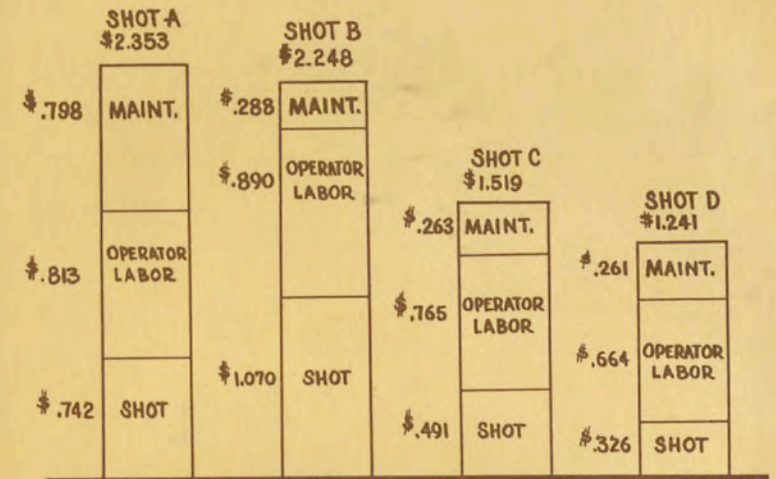 SHOT A
$2.353
$.798 MAINT.
$.813 OPERATOR
LABOR
$.742 SHOT
SHOT B
$2.248
$.288 MAINT.
$.890 OPERATOR
LABOR
$1.070 SHOT
SHOT C
$1.519
$.263 MAINT.
$.765 OPERATOR
LABOR
$.491 SHOT
SHOT D
$1.241
$.261 MAINT.
$.664 OPERATOR
LABOR
$.326 SHOT